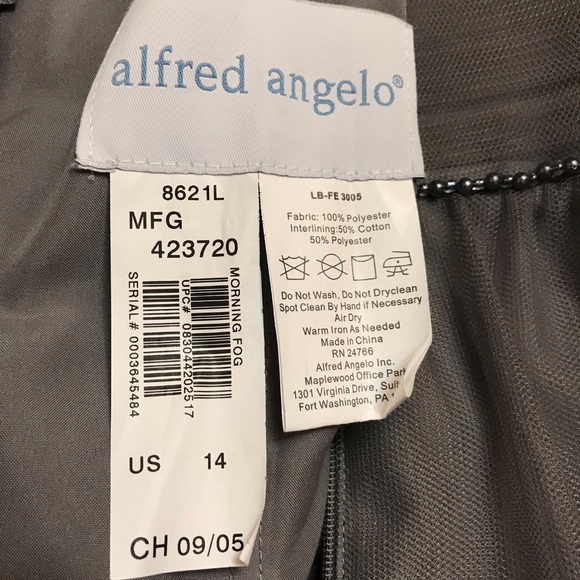 alfred angelo®
8621L
MFG
423720
MORNING FOG
UPC# 083044202517
SERIAL# 0003645484
US 14
CH 09/05
LB-FE 3005
Fabric: 100% Polyester
Interlining:50% Cotton
50% Polyester
Do Not Wash, Do Not Dryclean
Spot Clean By Hand if Necessary
Air Dry
Warm Iron As Needed
Made in China
RN 24766
Alfred Angelo Inc.
Maplewood Office Park
1301 Virginia Drive, Suit
Fort Washington, PA